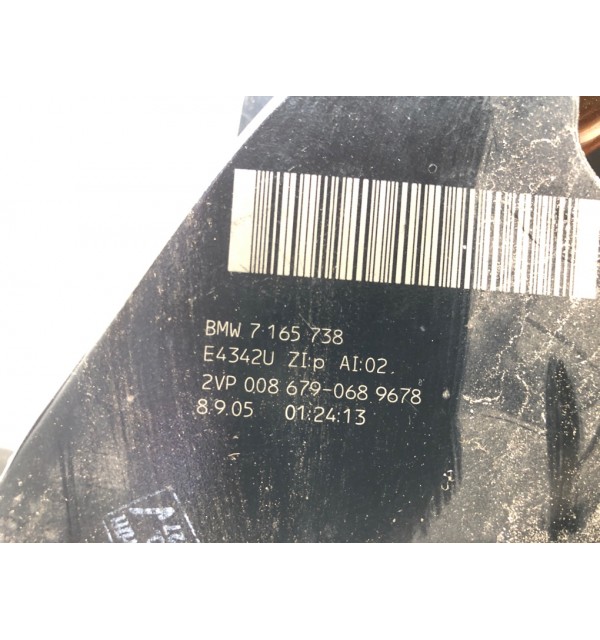 BMW 7 165 738
E4342U ZI:p AI:02.
2VP 008 679-068 9678
8.9.05 01:24:13